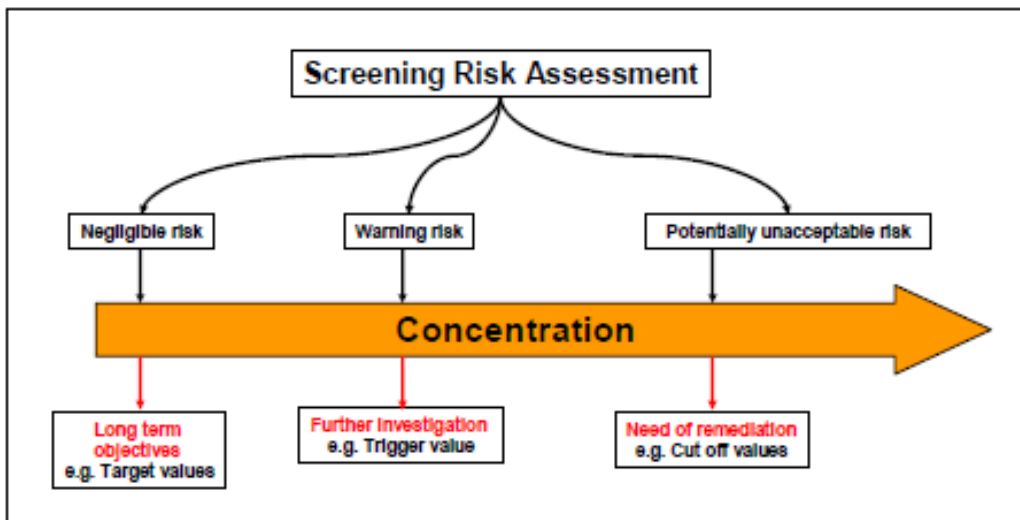 Screening Risk Assessment
Negligible risk
Warning risk
Potentially unacceptable risk
Concentration
Long term
objectives
e.g. Target values
Further Investigation
e.g. Trigger value
Need of remediation
e.g. Cut off values